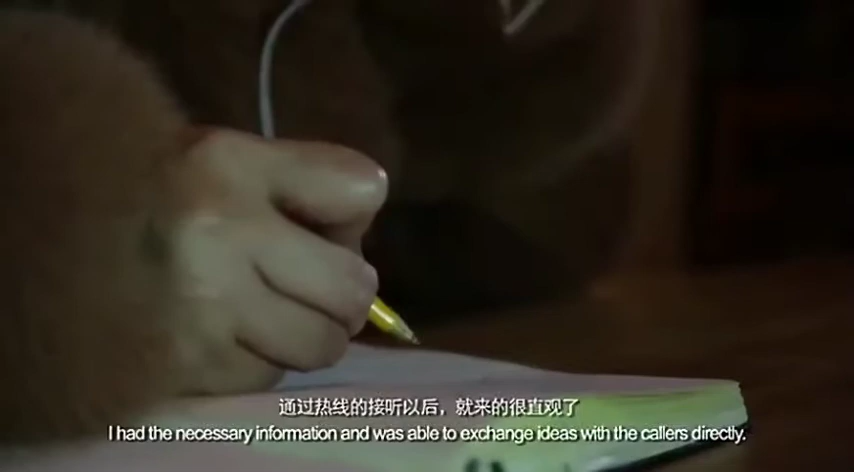 通过热线的接听以后，就来的很直观了
I had the necessary information and was able to exchange ideas with the callers directly.